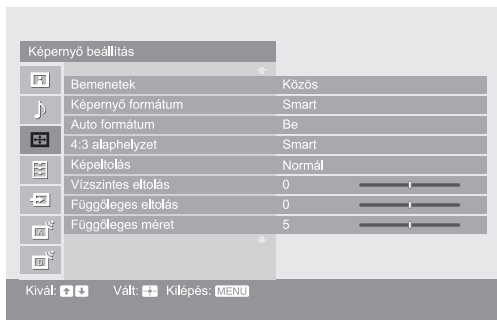 Képernyő beállítás
Bemenetek Közös
Képernyő formátum Smart
Auto formátum Be
4:3 alaphelyzet Smart
Képeltolás Normál
Vízszintes eltolás 0
Függőleges eltolás 0
Függőleges méret 5
Kivál: Vált: Kilépés: MENU